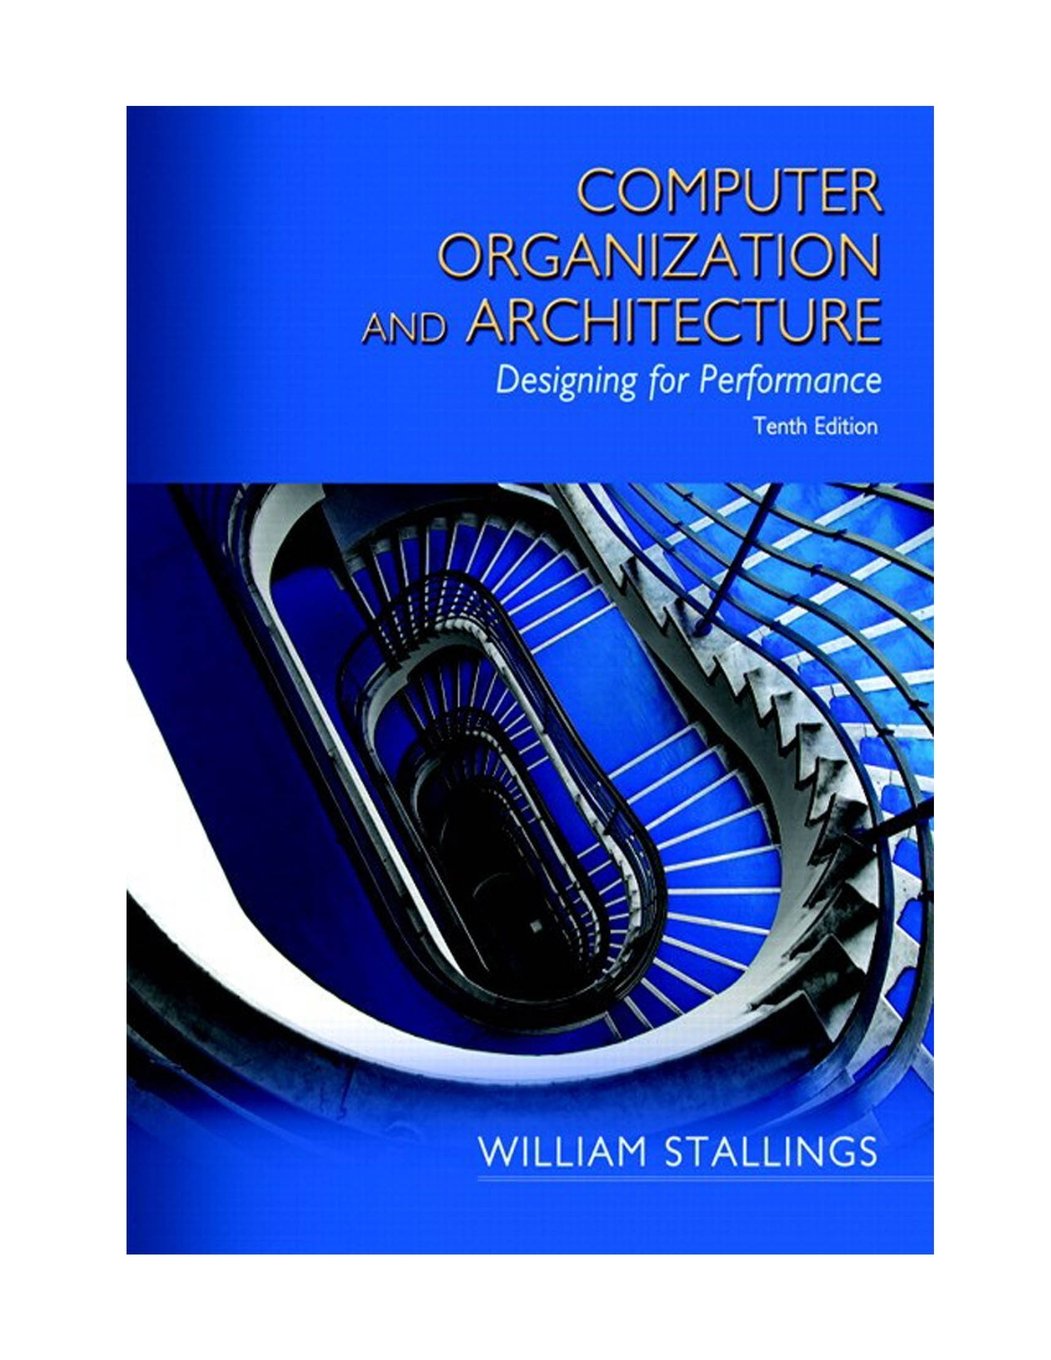 COMPUTER
ORGANIZATION
AND ARCHITECTURE
Designing for Performance
Tenth Edition
WILLIAM STALLINGS